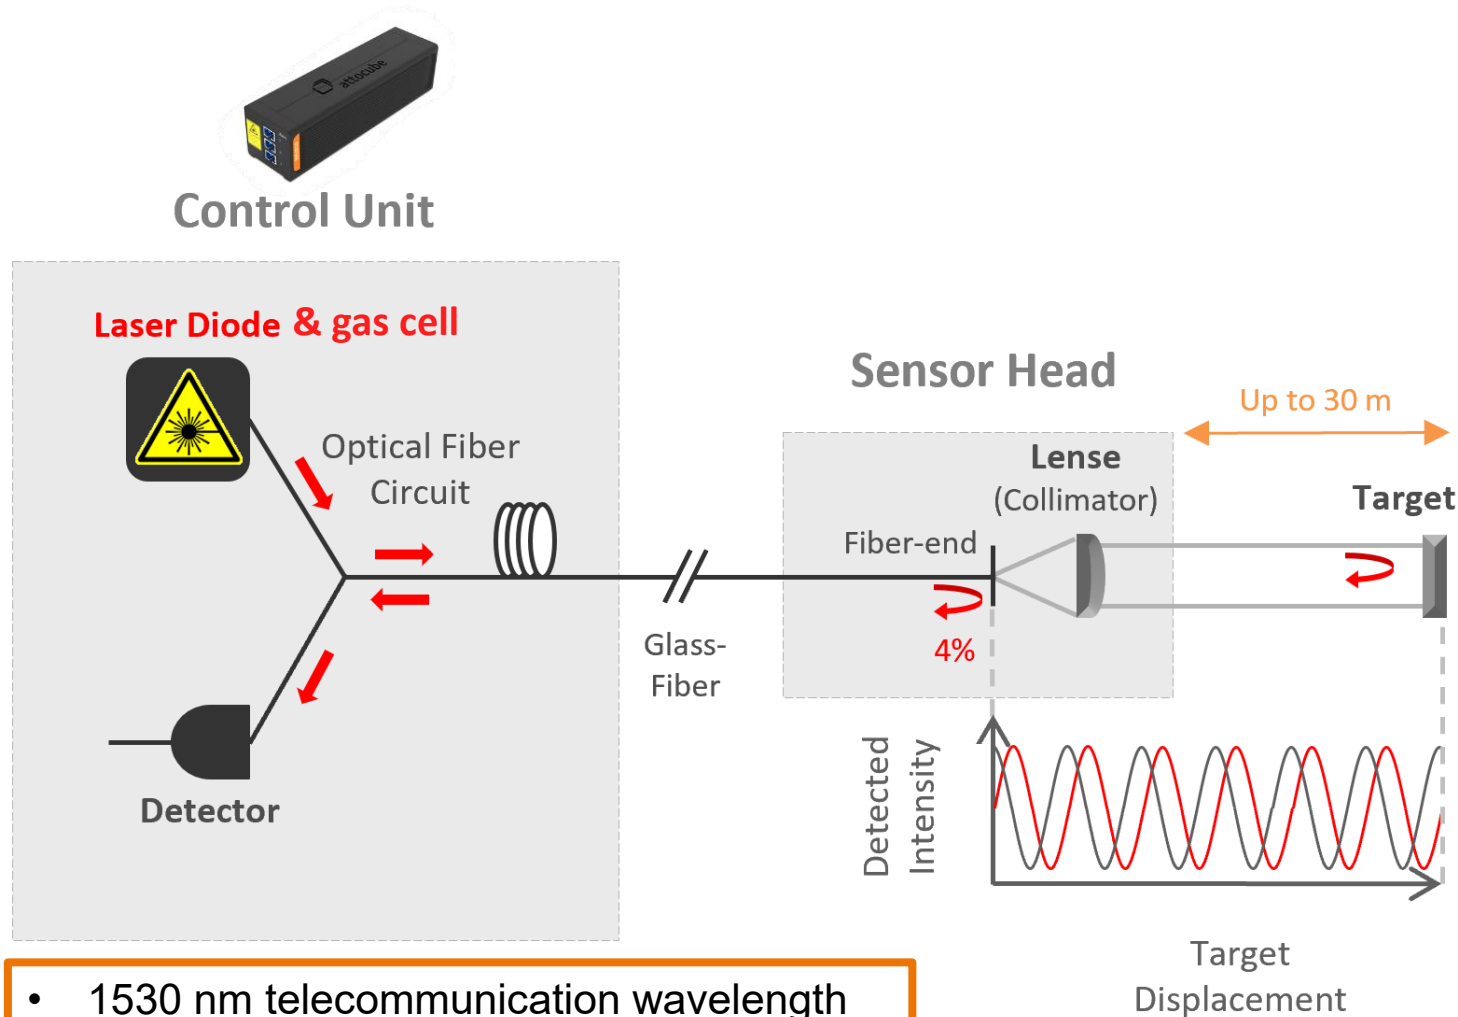 attocube
Control Unit
Laser Diode & gas cell
Optical Fiber
Circuit
Sensor Head
Up to 30 m
Lense
(Collimator)
Target
Fiber-end
4%
Glass-
Fiber
Detector
Detected
Intensity
Target
Displacement
• 1530 nm telecommunication wavelength